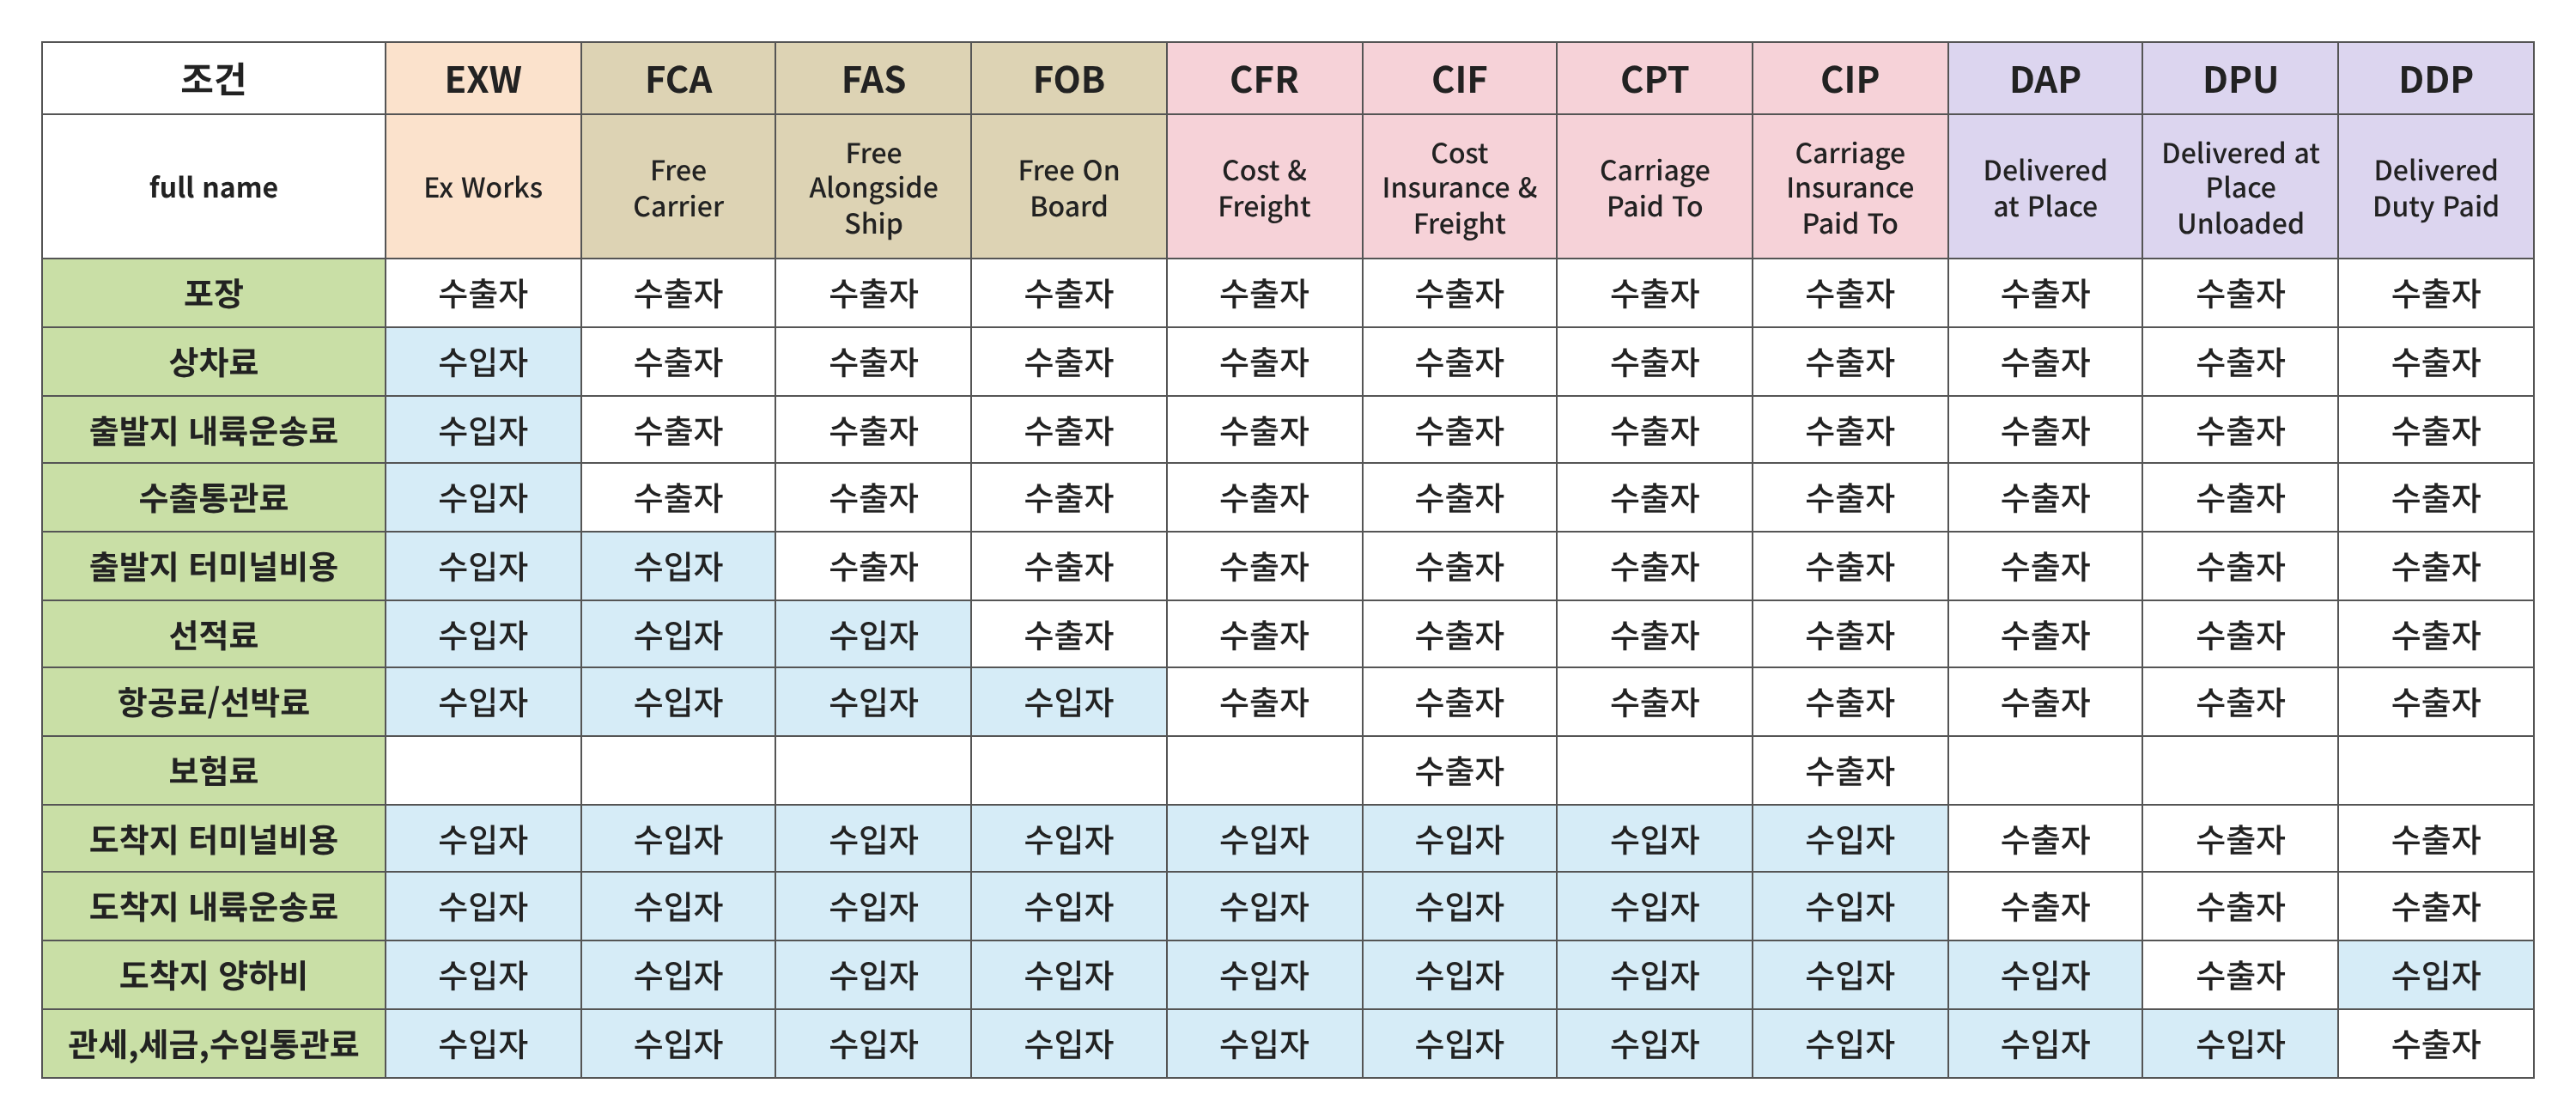 조건 EXW FCA FAS FOB CFR CIF CPT CIP DAP DPU DDP
full name Ex Works Free Carrier Free Alongside Ship Free On Board Cost & Freight Cost Insurance & Freight Carriage Paid To Carriage Insurance Paid To Delivered at Place Delivered at Place Unloaded Delivered Duty Paid
포장 수출자 수출자 수출자 수출자 수출자 수출자 수출자 수출자 수출자 수출자 수출자
상차료 수입자 수출자 수출자 수출자 수출자 수출자 수출자 수출자 수출자 수출자 수출자
출발지 내륙운송료 수입자 수출자 수출자 수출자 수출자 수출자 수출자 수출자 수출자 수출자 수출자
수출통관료 수입자 수출자 수출자 수출자 수출자 수출자 수출자 수출자 수출자 수출자 수출자
출발지 터미널비용 수입자 수입자 수출자 수출자 수출자 수출자 수출자 수출자 수출자 수출자 수출자
선적료 수입자 수입자 수입자 수출자 수출자 수출자 수출자 수출자 수출자 수출자 수출자
항공료/선박료 수입자 수입자 수입자 수입자 수출자 수출자 수출자 수출자 수출자 수출자 수출자
보험료 수출자 수출자
도착지 터미널비용 수입자 수입자 수입자 수입자 수입자 수입자 수입자 수입자 수출자 수출자 수출자
도착지 내륙운송료 수입자 수입자 수입자 수입자 수입자 수입자 수입자 수입자 수출자 수출자 수출자
도착지 양하비 수입자 수입자 수입자 수입자 수입자 수입자 수입자 수입자 수입자 수출자 수입자
관세,세금,수입통관료 수입자 수입자 수입자 수입자 수입자 수입자 수입자 수입자 수입자 수입자 수출자